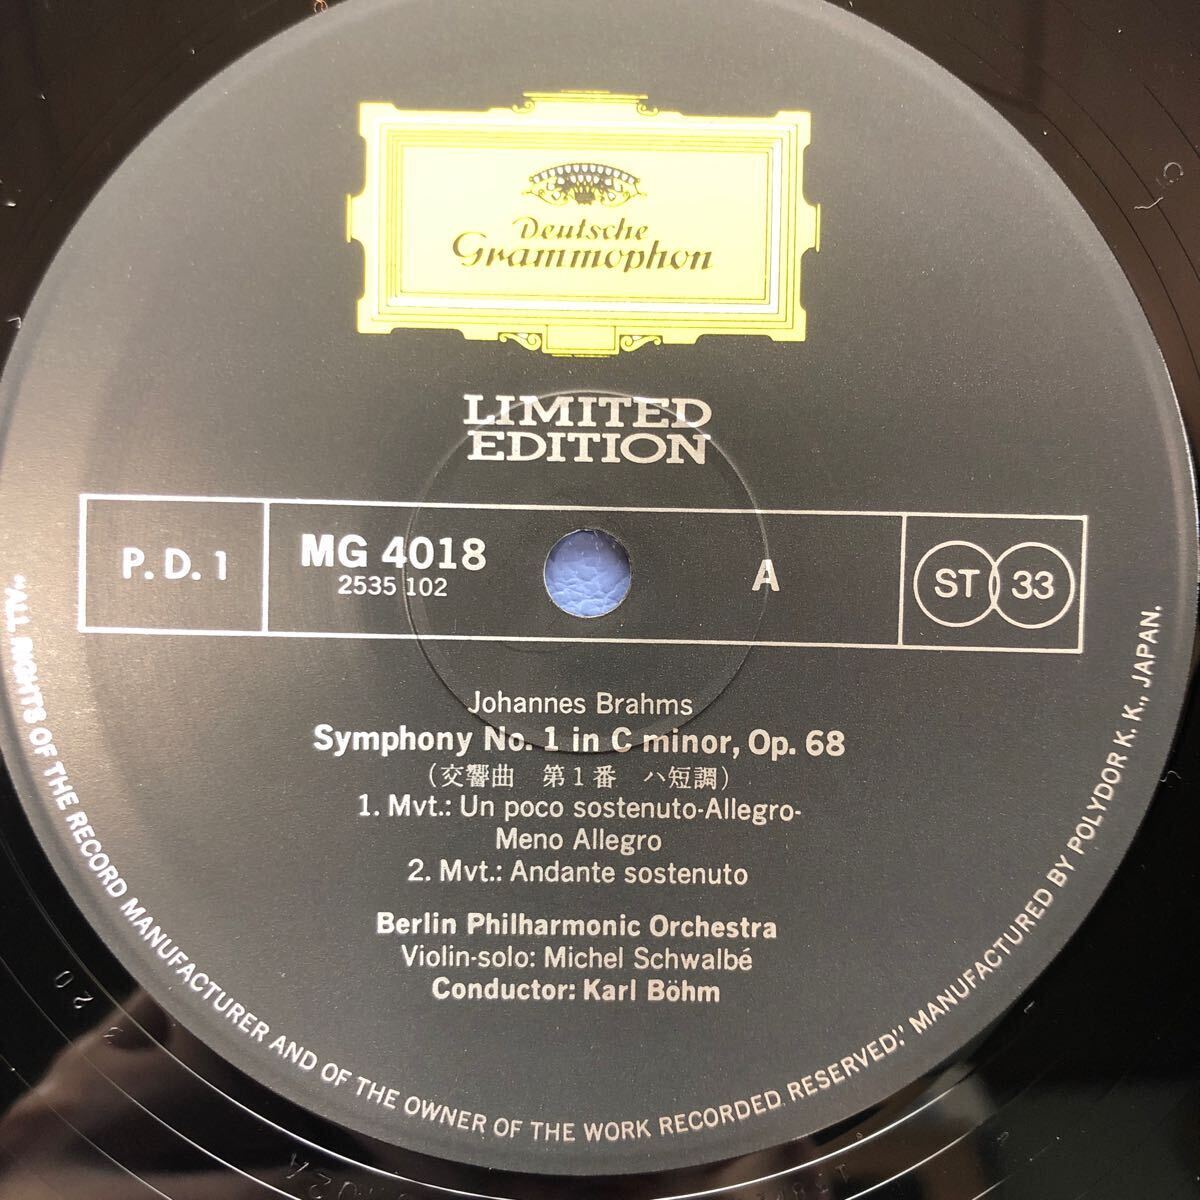 Deutsche
Grammophon
LIMITED
EDITION
P. D. 1
MG 4018
2535 102
A
ST 33
Johannes Brahms
Symphony No. 1 in C minor, Op. 68
(交響曲　第1番　ハ短調)
1. Mvt.: Un poco sostenuto-Allegro-
Meno Allegro
2. Mvt.: Andante sostenuto
Berlin Philharmonic Orchestra
Violin-solo: Michel Schwalbé
Conductor: Karl Böhm
"ALL RIGHTS OF THE RECORD MANUFACTURER AND OF THE OWNER OF THE WORK RECORDED RESERVED," MANUFACTURED BY POLYDOR K. K., JAPAN.